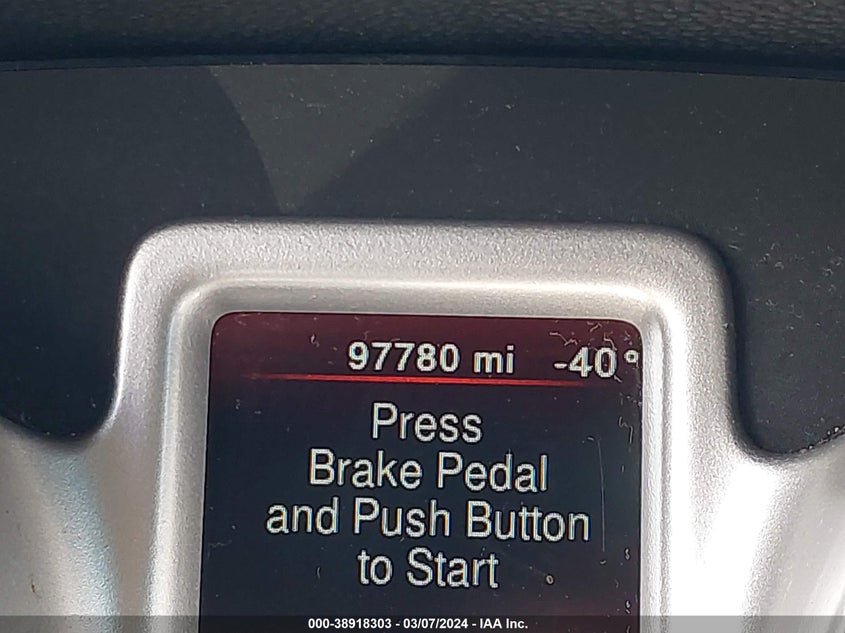 97780 mi -40°
Press
Brake Pedal
and Push Button
to Start
000-38918303 - 03/07/2024 - IAA Inc.